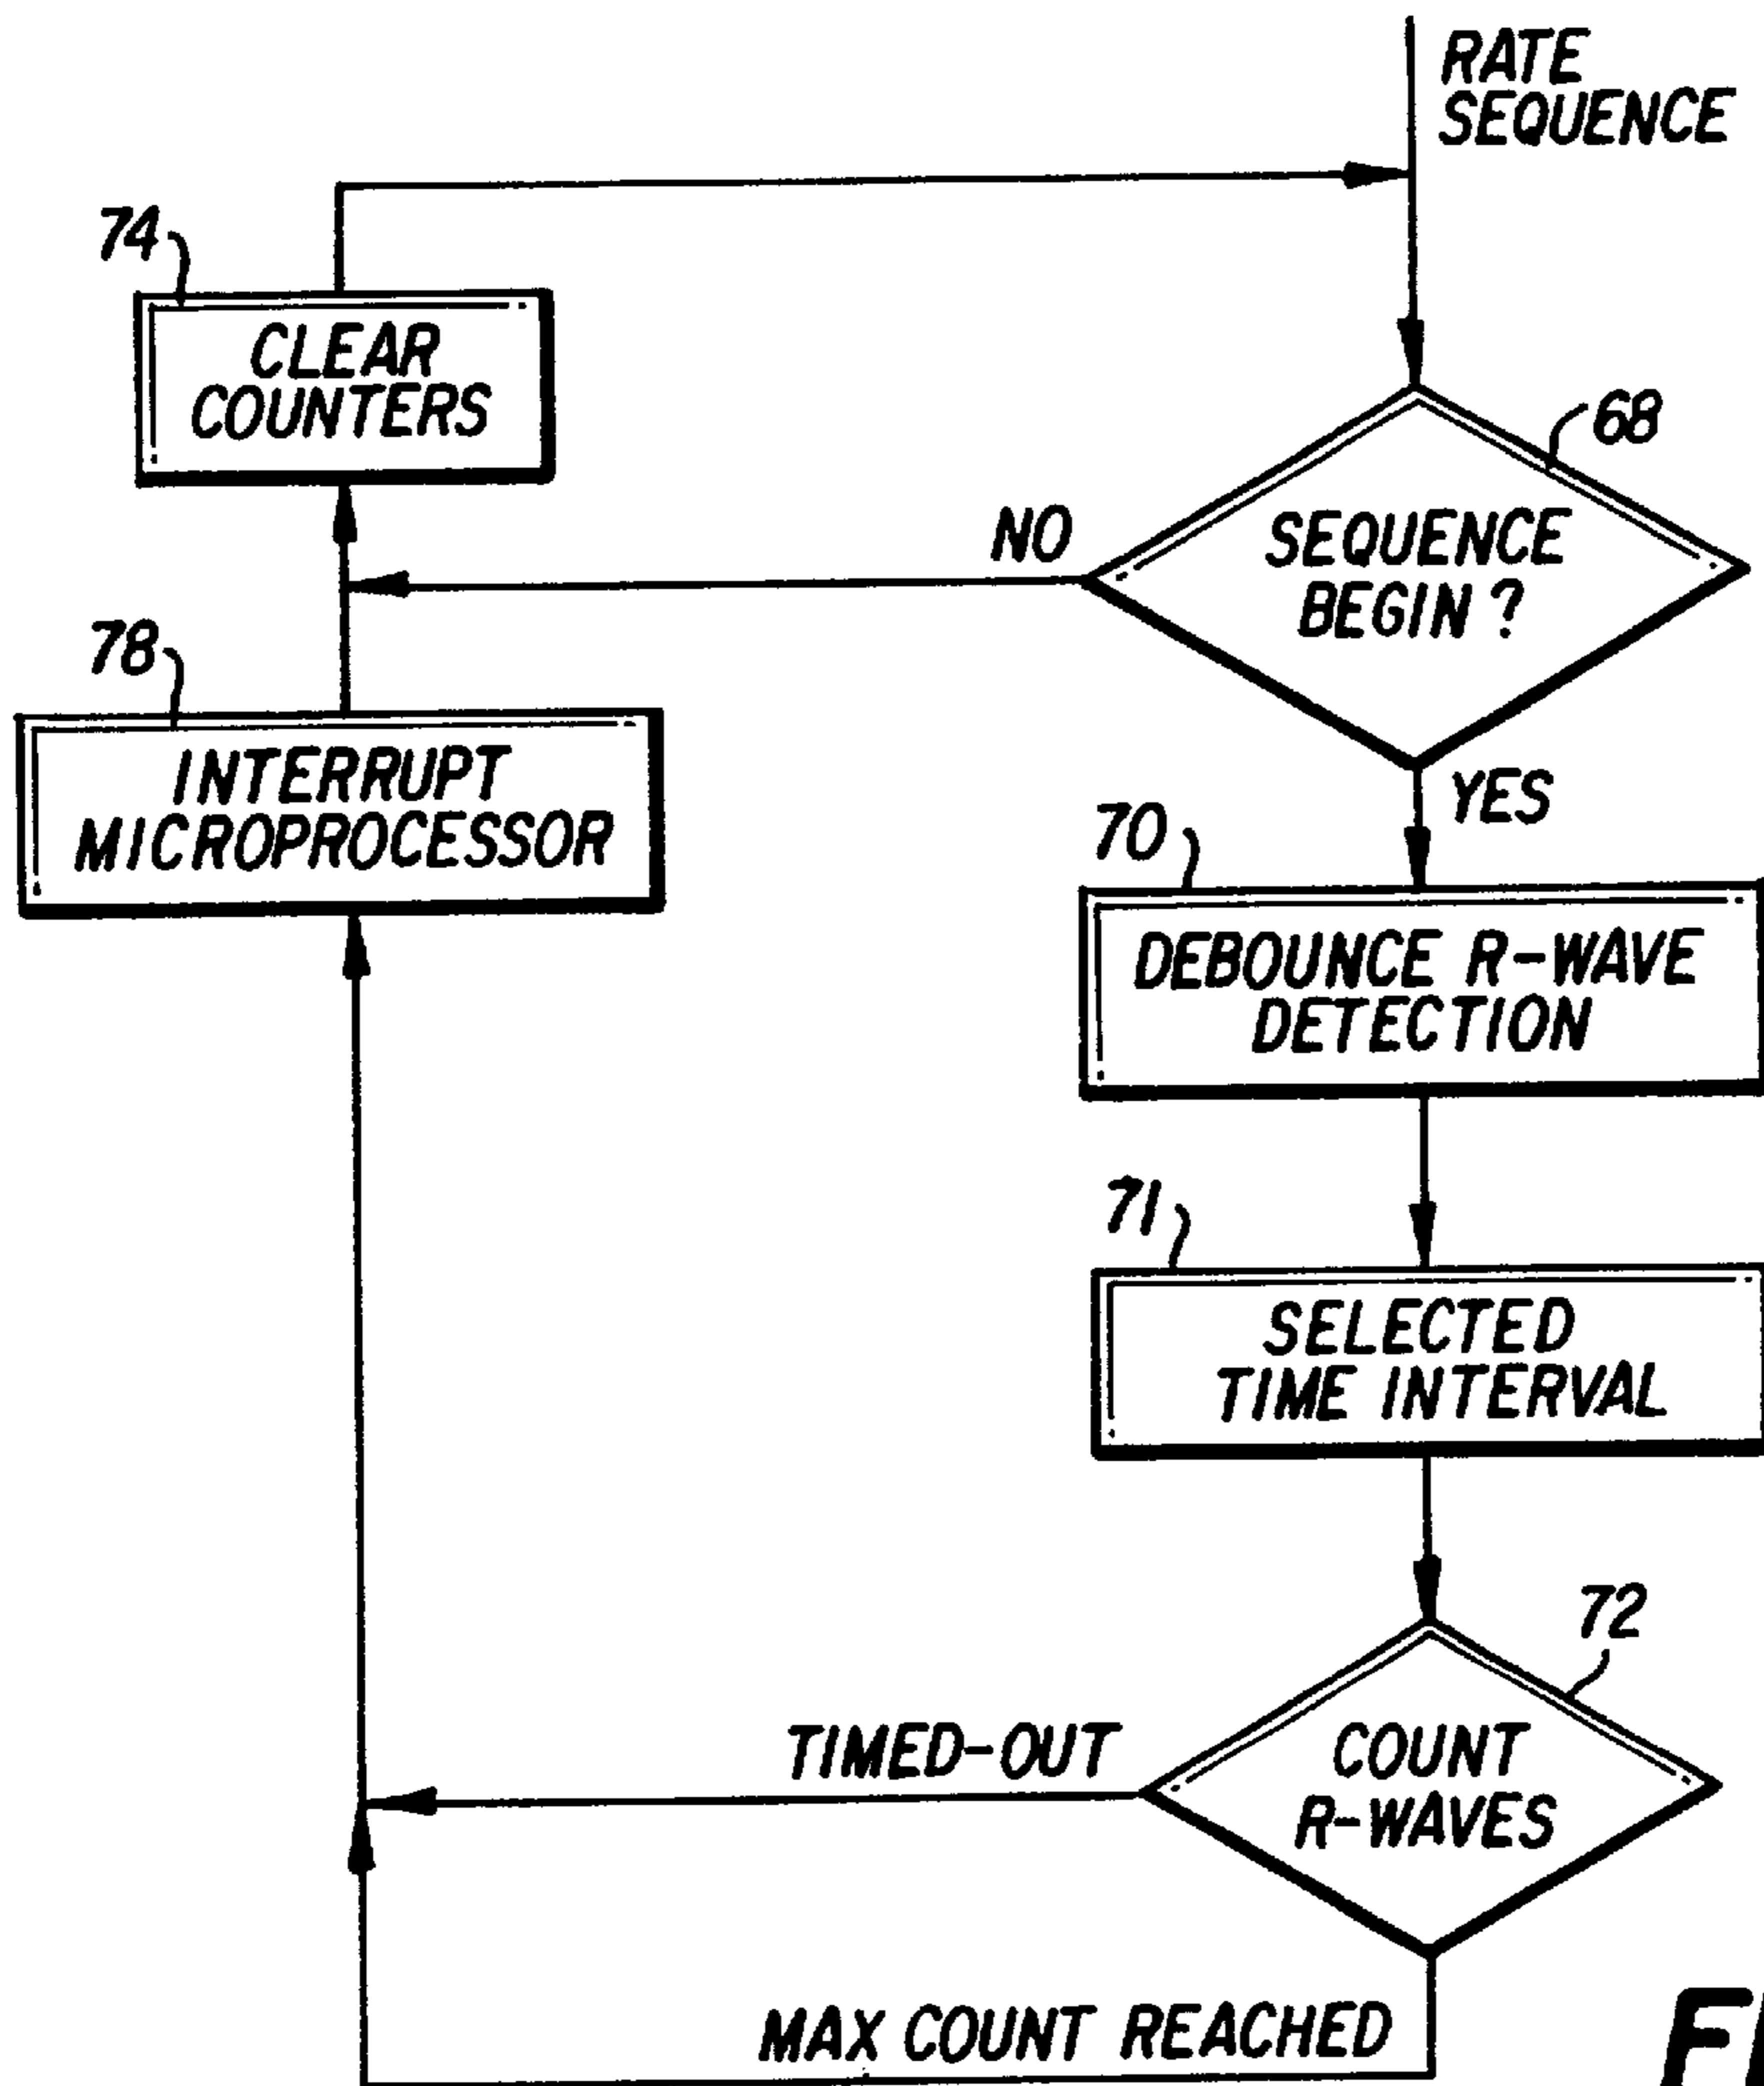 RATE
SEQUENCE
74
CLEAR
COUNTERS
68
NO
SEQUENCE
BEGIN?
78
YES
INTERRUPT
MICROPROCESSOR
70
DEBOUNCE R-WAVE
DETECTION
71
SELECTED
TIME INTERVAL
72
TIMED-OUT
COUNT
R-WAVES
MAX COUNT REACHED